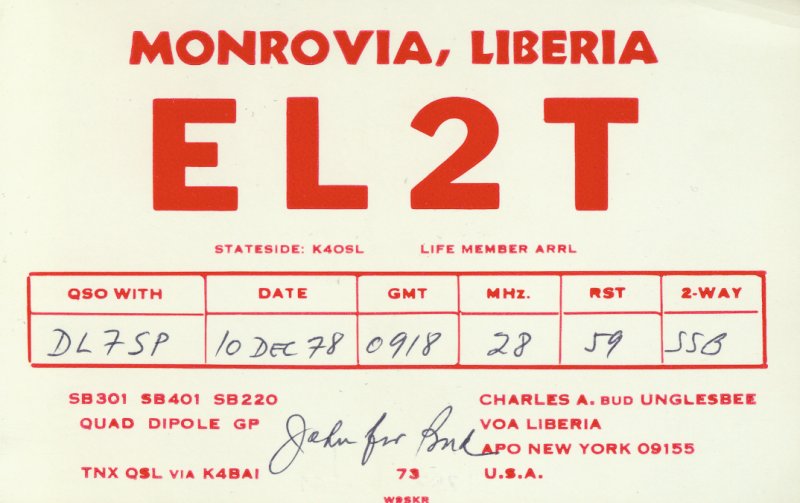 MONROVIA, LIBERIA
EL2T
STATESIDE: K4OSL LIFE MEMBER ARRL
QSO WITH DATE GMT MHz. RST 2-WAY
DL7SP 10 DEC 78 0918 28 59 SSB
SB301 SB401 SB220
QUAD DIPOLE GP
John for Bud
TNX QSL VIA K4BAI
73
CHARLES A. BUD UNGLESBEE
VOA LIBERIA
APO NEW YORK 09155
U.S.A.
W9SKR